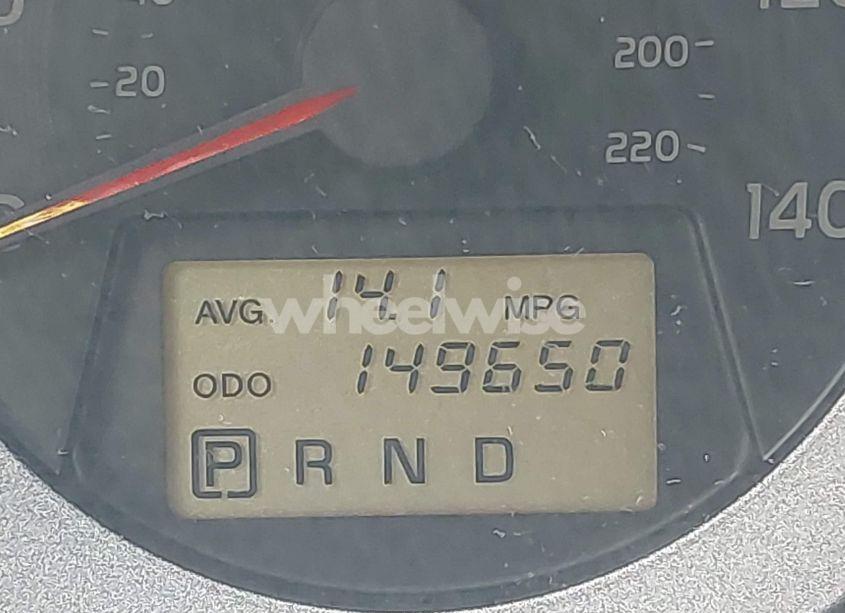 20
200
220
140
AVG. 14.1 MPG
wheelwise
ODO 149650
P R N D